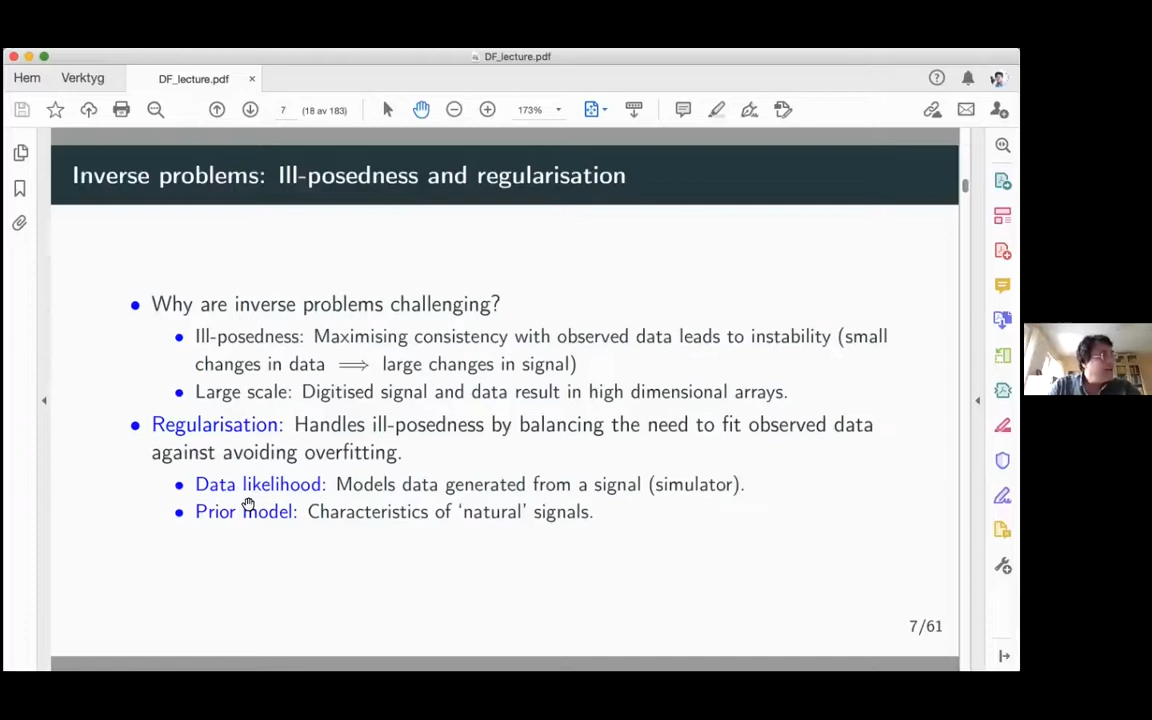 DF_lecture.pdf
Hem Verktyg DF_lecture.pdf ×
7 (18 av 183) 173%
Inverse problems: Ill-posedness and regularisation
• Why are inverse problems challenging?
• Ill-posedness: Maximising consistency with observed data leads to instability (small
changes in data ⟹ large changes in signal)
• Large scale: Digitised signal and data result in high dimensional arrays.
• Regularisation: Handles ill-posedness by balancing the need to fit observed data
against avoiding overfitting.
• Data likelihood: Models data generated from a signal (simulator).
• Prior model: Characteristics of ‘natural’ signals.
7/61